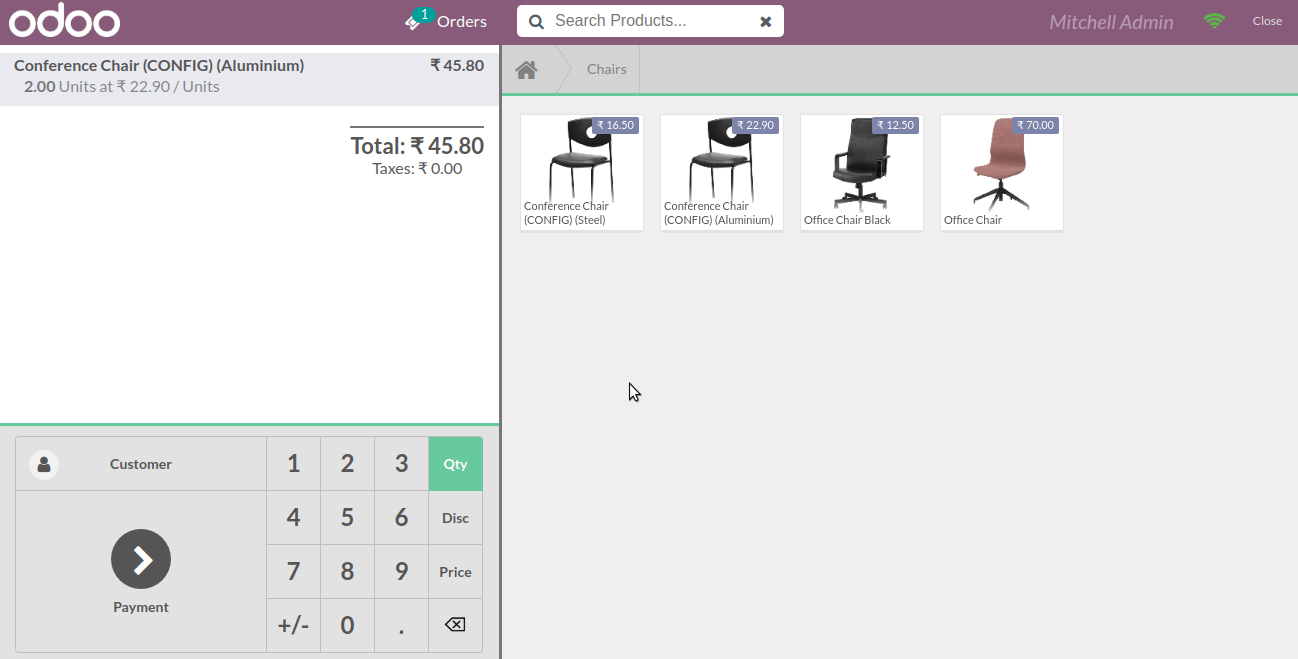 odoo
1
Orders
Search Products...
Mitchell Admin
Close
Conference Chair (CONFIG) (Aluminium) ₹ 45.80
2.00 Units at ₹ 22.90 / Units
Total: ₹ 45.80
Taxes: ₹ 0.00
Customer
1 2 3 Qty
4 5 6 Disc
7 8 9 Price
+/- 0 .
Payment
Chairs
₹ 16.50
Conference Chair
(CONFIG) (Steel)
₹ 22.90
Conference Chair
(CONFIG) (Aluminium)
₹ 12.50
Office Chair Black
₹ 70.00
Office Chair